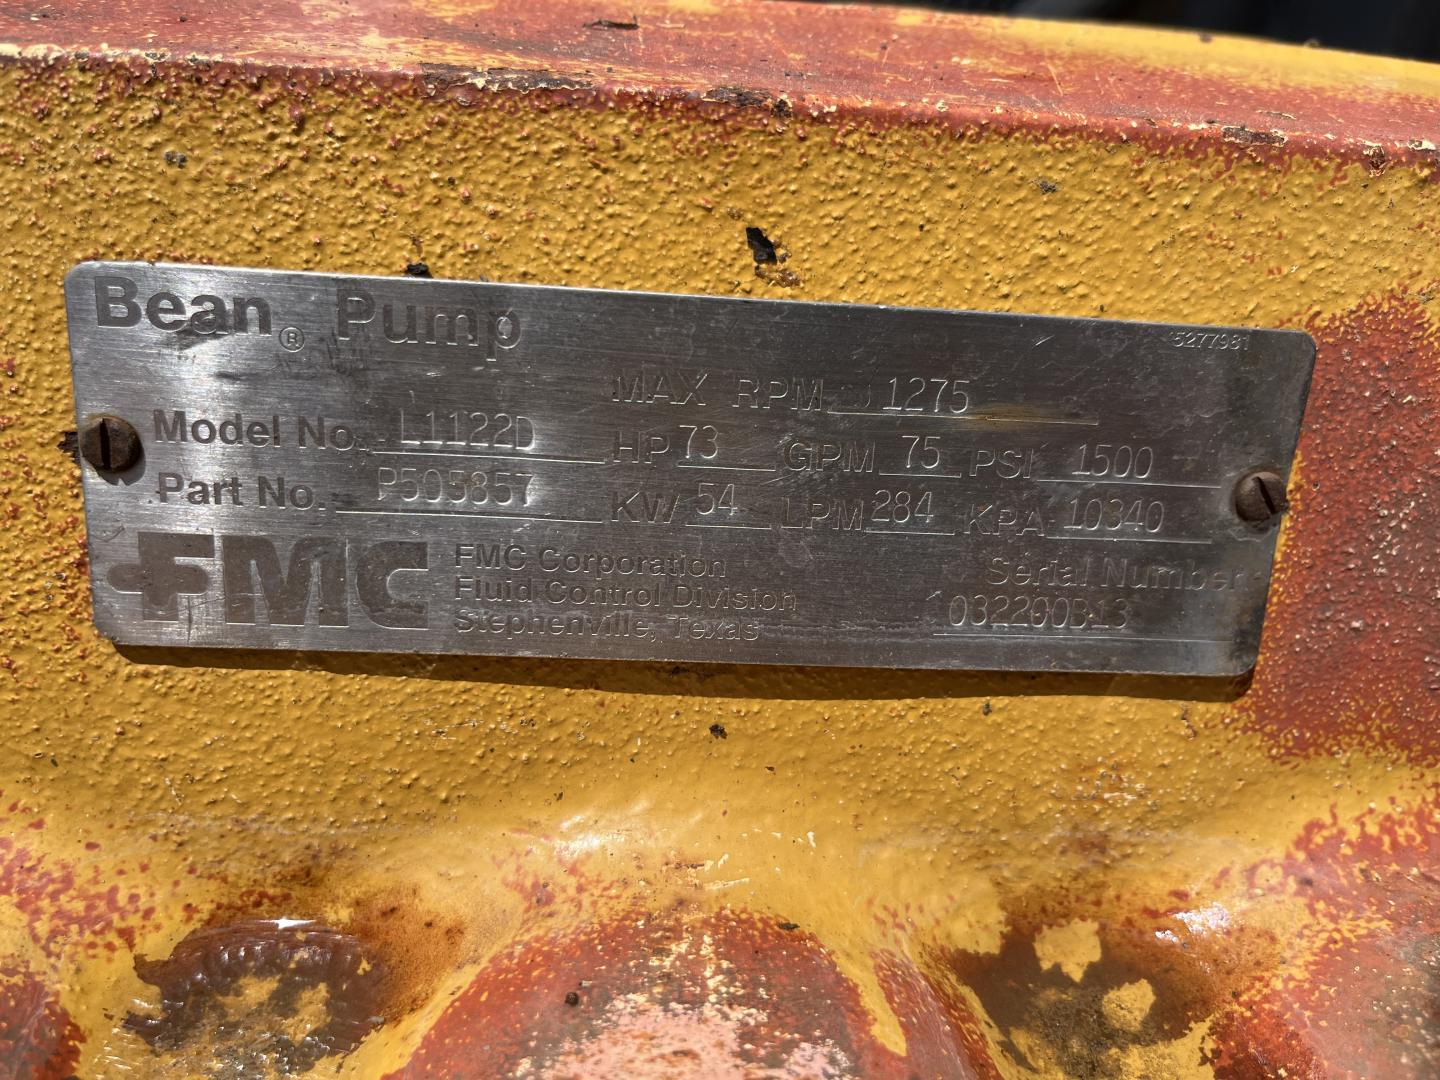 Bean® Pump
5277981
MAX RPM 1275
Model No. L1122D HP 73 GPM 75 PSI 1500
Part No. P505857 KW 54 LPM 284 KPA 10340
FMC
FMC Corporation
Fluid Control Division
Stephenville, Texas
Serial Number
032200B13